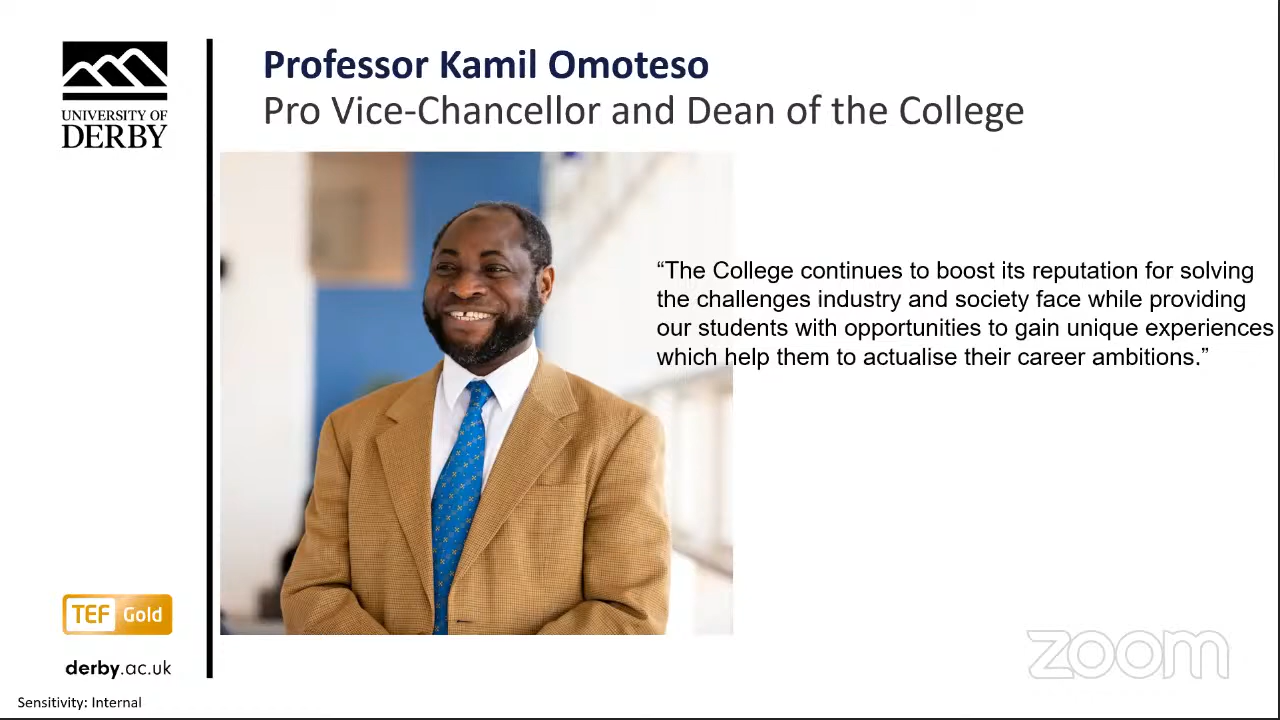 UNIVERSITY OF
DERBY
Professor Kamil Omoteso
Pro Vice-Chancellor and Dean of the College
“The College continues to boost its reputation for solving
the challenges industry and society face while providing
our students with opportunities to gain unique experiences
which help them to actualise their career ambitions.”
TEF Gold
derby.ac.uk
Sensitivity: Internal
zoom